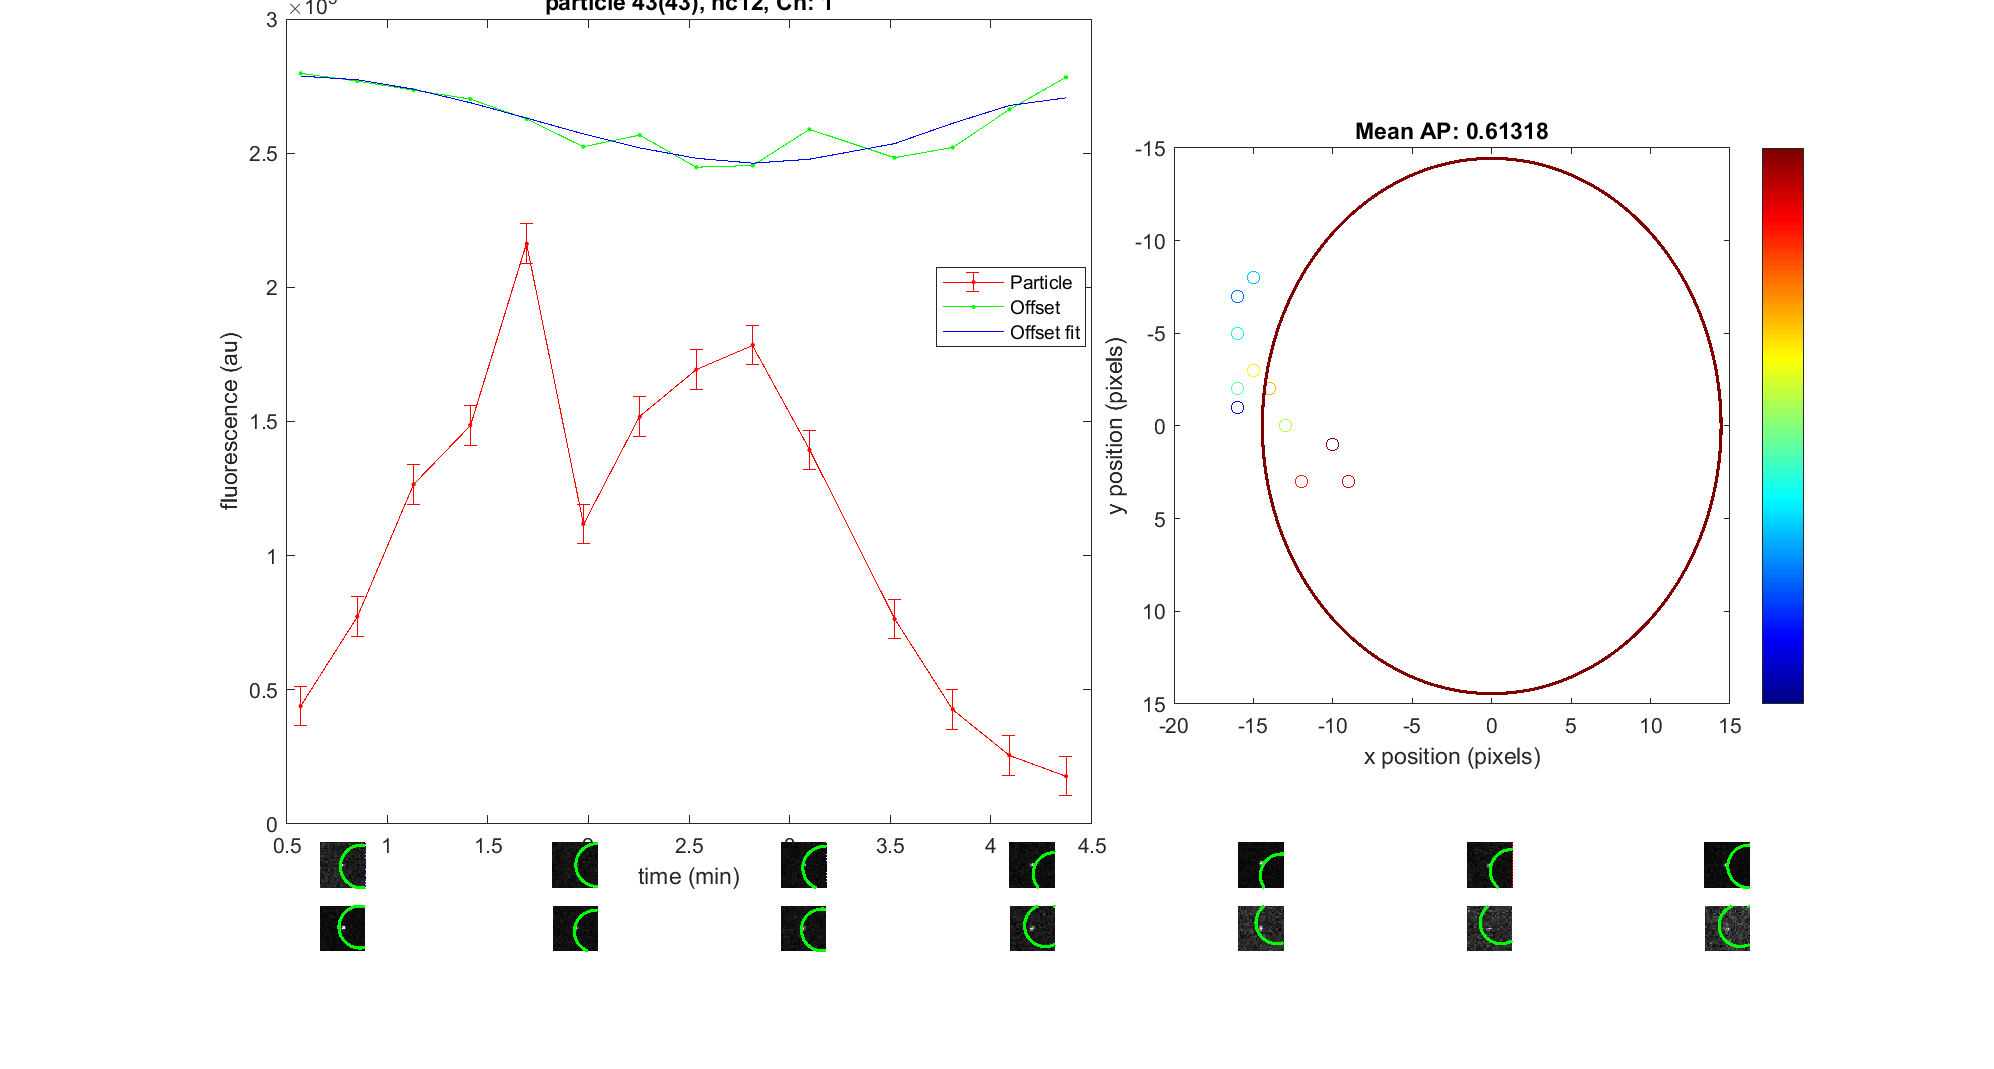 particle 43(43), nc12, Ch: 1
3
2.5
2
1.5
1
0.5
0
fluorescence (au)
Particle
Offset
Offset fit
0.5 1 1.5 2.5 3.5 4 4.5
time (min)
Mean AP: 0.61318
-15
-10
-5
0
5
10
15
y position (pixels)
-20 -15 -10 -5 0 5 10 15
x position (pixels)